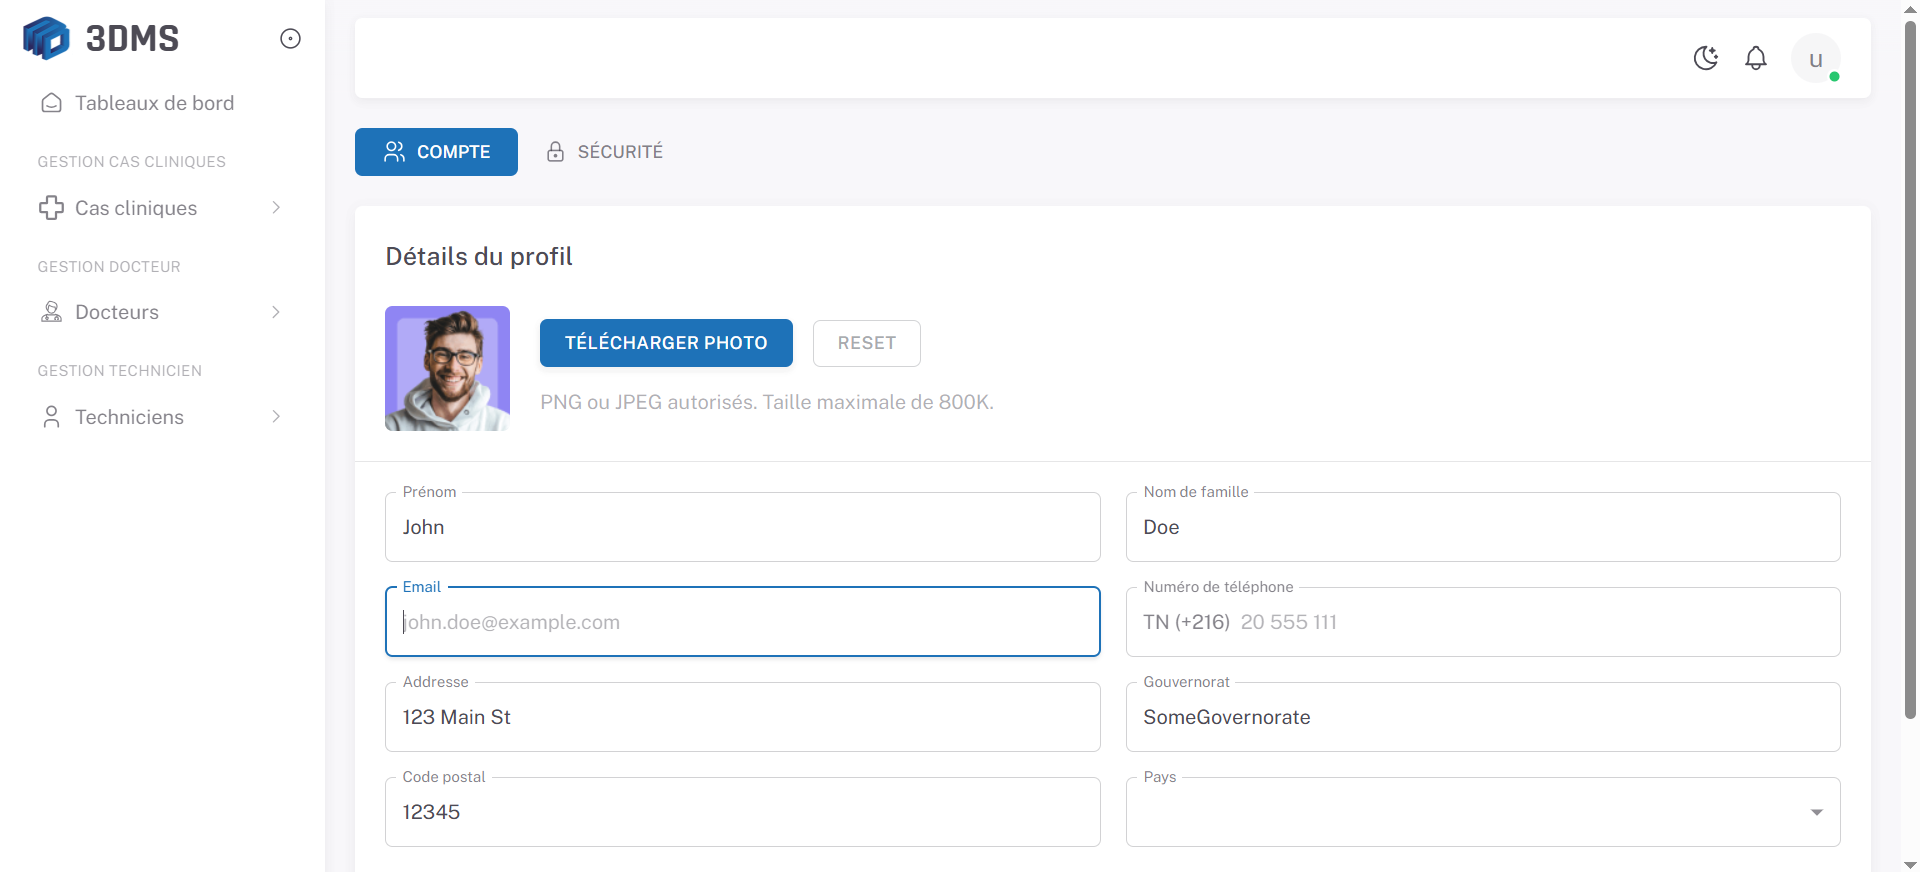 3DMS
Tableaux de bord
GESTION CAS CLINIQUES
Cas cliniques
GESTION DOCTEUR
Docteurs
GESTION TECHNICIEN
Techniciens
u
COMPTE
SÉCURITÉ
Détails du profil
TÉLÉCHARGER PHOTO
RESET
PNG ou JPEG autorisés. Taille maximale de 800K.
Prénom
John
Nom de famille
Doe
Email
john.doe@example.com
Numéro de téléphone
TN (+216) 20 555 111
Addresse
123 Main St
Gouvernorat
SomeGovernorate
Code postal
12345
Pays